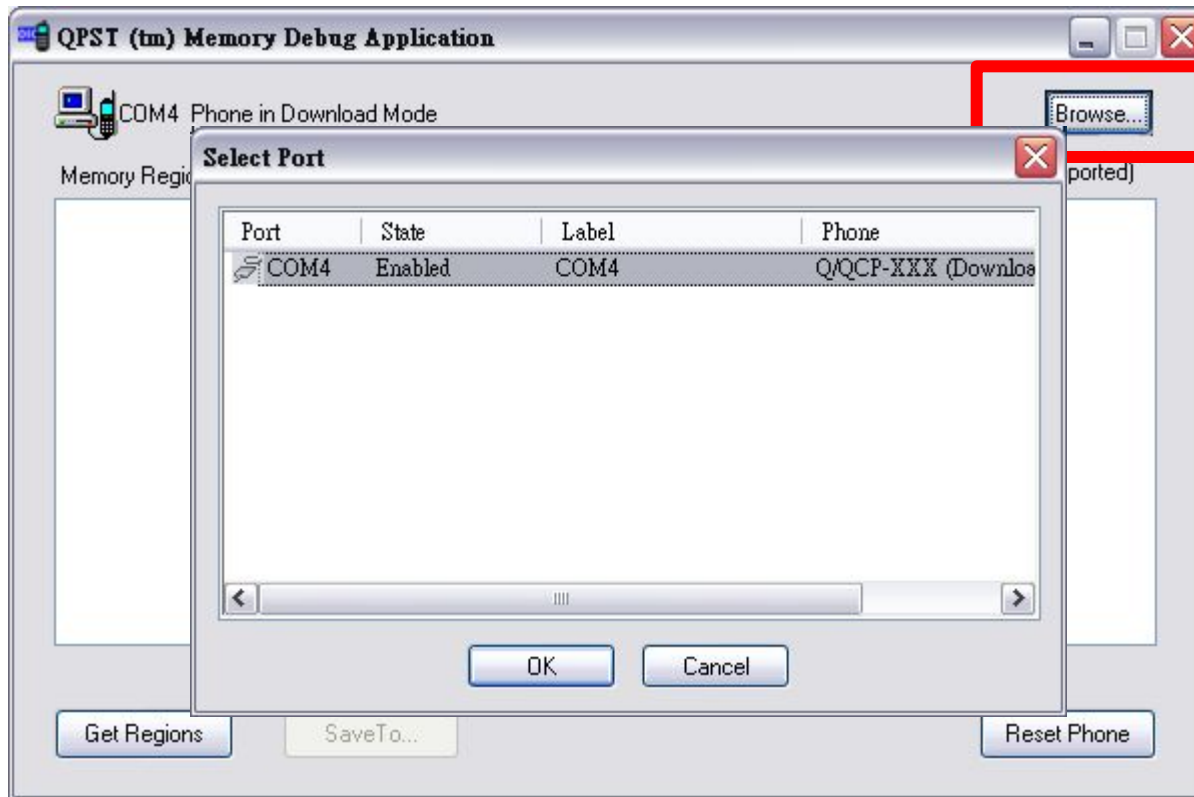 QPST (tm) Memory Debug Application
COM4 Phone in Download Mode
Browse...
Memory Regi
ported)
Select Port
Port State Label Phone
COM4 Enabled COM4 Q/QCP-XXX (Downloa
OK Cancel
Get Regions SaveTo... Reset Phone